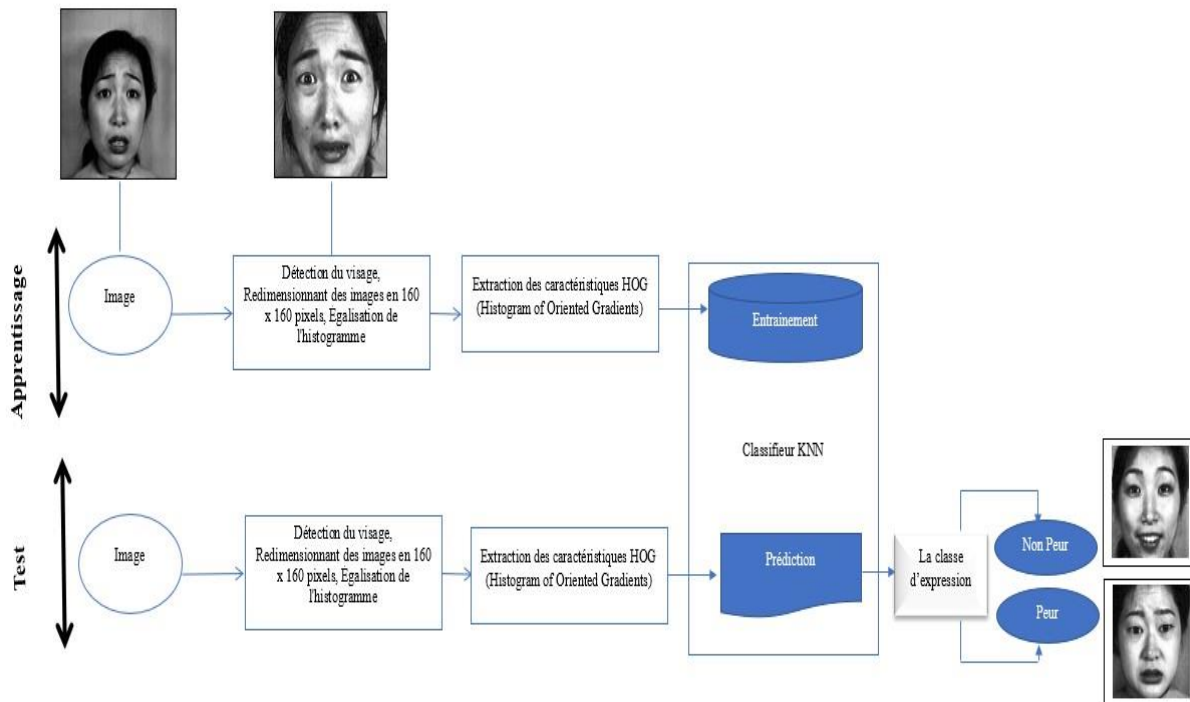 Apprentissage
Image
Détection du visage,
Redimensionnant des images en 160
x 160 pixels, Égalisation de
l'histogramme
Extraction des caractéristiques HOG
(Histogram of Oriented Gradients)
Entrainement
Classifieur KNN
Test
Image
Détection du visage,
Redimensionnant des images en 160
x 160 pixels, Égalisation de
l'histogramme
Extraction des caractéristiques HOG
(Histogram of Oriented Gradients)
Prédiction
La classe
d’expression
Non Peur
Peur